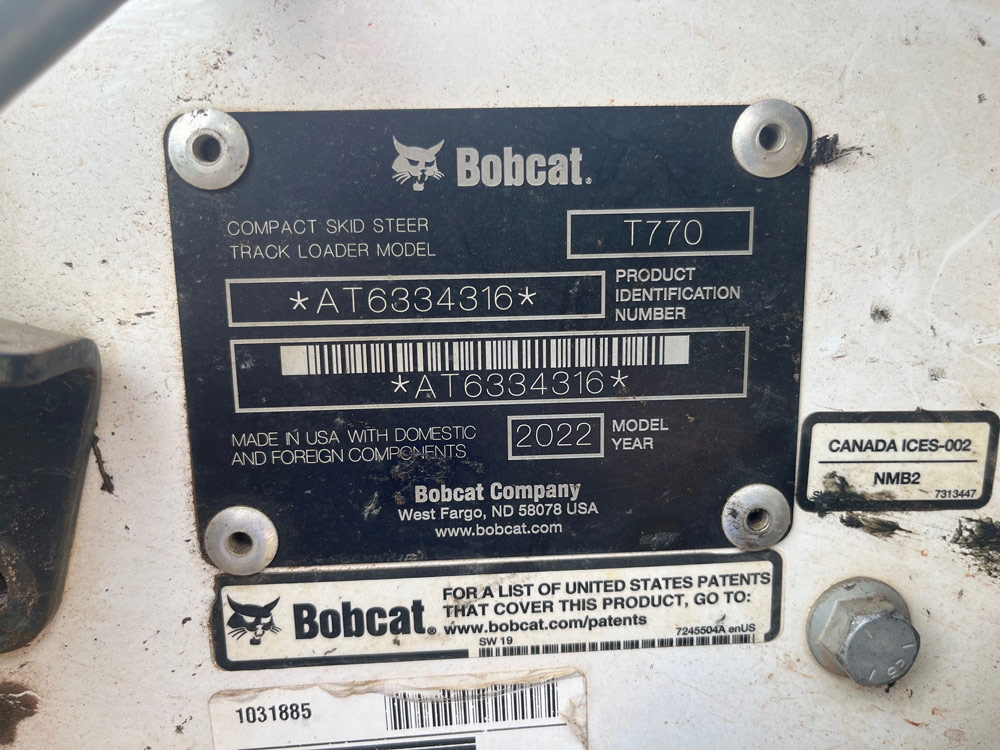 Bobcat.
COMPACT SKID STEER
TRACK LOADER MODEL
T770
*AT6334316*
PRODUCT
IDENTIFICATION
NUMBER
*AT6334316*
MADE IN USA WITH DOMESTIC
AND FOREIGN COMPONENTS
2022
MODEL
YEAR
Bobcat Company
West Fargo, ND 58078 USA
www.bobcat.com
CANADA ICES-002
NMB2
7313447
Bobcat.
FOR A LIST OF UNITED STATES PATENTS
THAT COVER THIS PRODUCT, GO TO:
www.bobcat.com/patents
7245504A enUS
SW 19
1031885